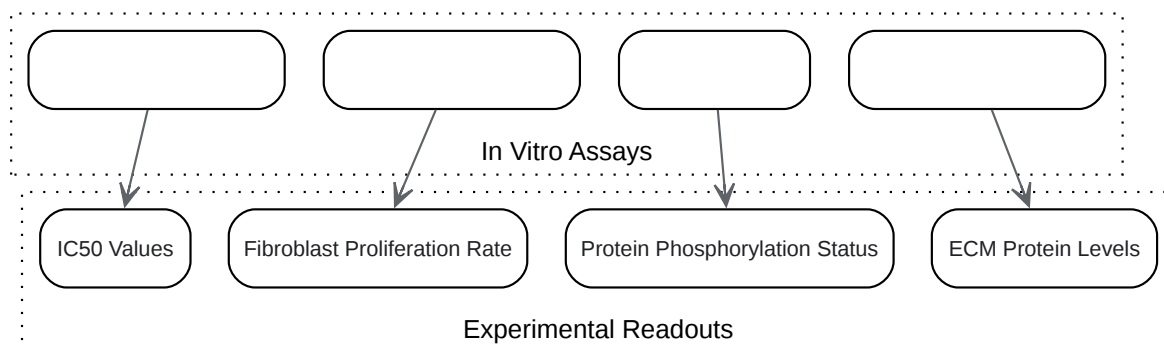 In Vitro Assays
IC50 Values
Fibroblast Proliferation Rate
Protein Phosphorylation Status
ECM Protein Levels
Experimental Readouts